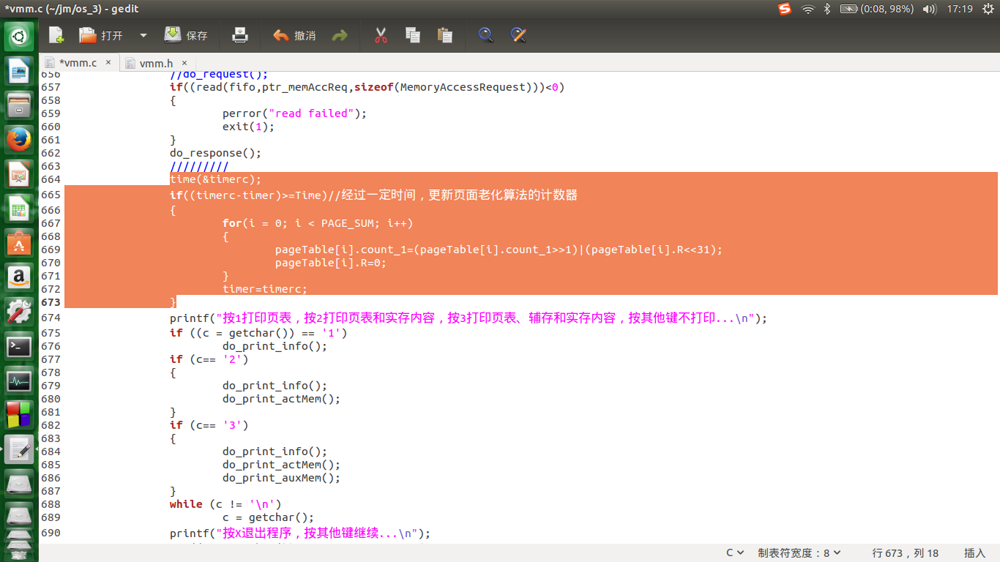 *vmm.c (~/jm/os_3) - gedit
(0:08, 98%)
17:19
打开
保存
撤消
*vmm.c ×
vmm.h ×
656 //do_request();
657 if((read(fifo,ptr_memAccReq,sizeof(MemoryAccessRequest)))<0)
658 {
659 perror("read failed");
660 exit(1);
661 }
662 do_response();
663 /////////
664 time(&timerc);
665 if((timerc-timer)>=Time)//经过一定时间，更新页面老化算法的计数器
666 {
667 for(i = 0; i < PAGE_SUM; i++)
668 {
669 pageTable[i].count_1=(pageTable[i].count_1>>1)|(pageTable[i].R<<31);
670 pageTable[i].R=0;
671 }
672 timer=timerc;
673 }
674 printf("按1打印页表，按2打印页表和实存内容，按3打印页表、辅存和实存内容，按其他键不打印...\n");
675 if ((c = getchar()) == '1')
676 do_print_info();
677 if (c== '2')
678 {
679 do_print_info();
680 do_print_actMem();
681 }
682 if (c== '3')
683 {
684 do_print_info();
685 do_print_actMem();
686 do_print_auxMem();
687 }
688 while (c != '\n')
689 c = getchar();
690 printf("按X退出程序，按其他键继续...\n");
C
制表符宽度：8
行 673，列 18
插入